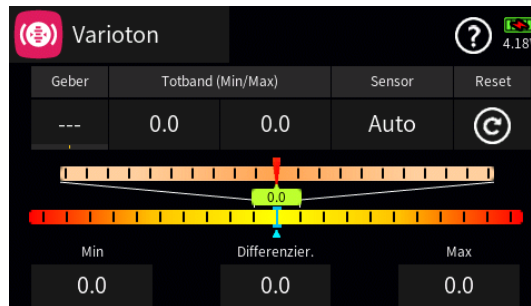 Varioton
?
4.18
Geber Totband (Min/Max) Sensor Reset
--- 0.0 0.0 Auto
0.0
Min Differenzier. Max
0.0 0.0 0.0